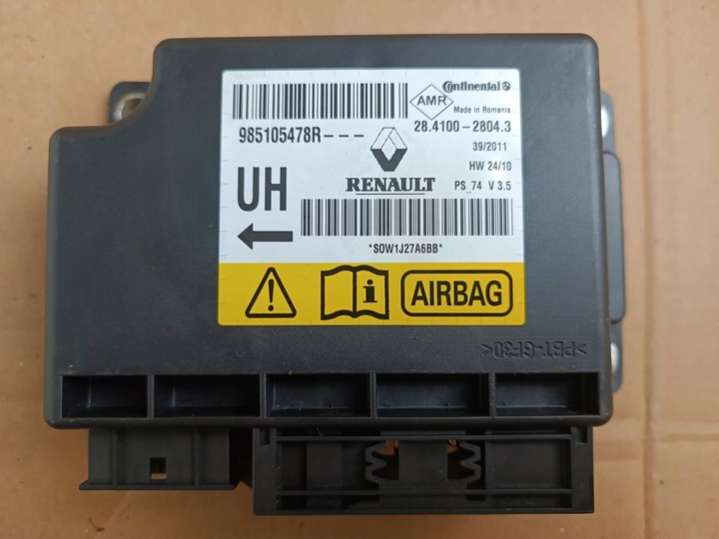 Continental
AMR
Made in Romania
985105478R---
28.4100-2804.3
39/2011
HW 24/10
UH
RENAULT
PS_74 V 3.5
*S0W1J27A6BB*
i AIRBAG
>PBT-GF30<